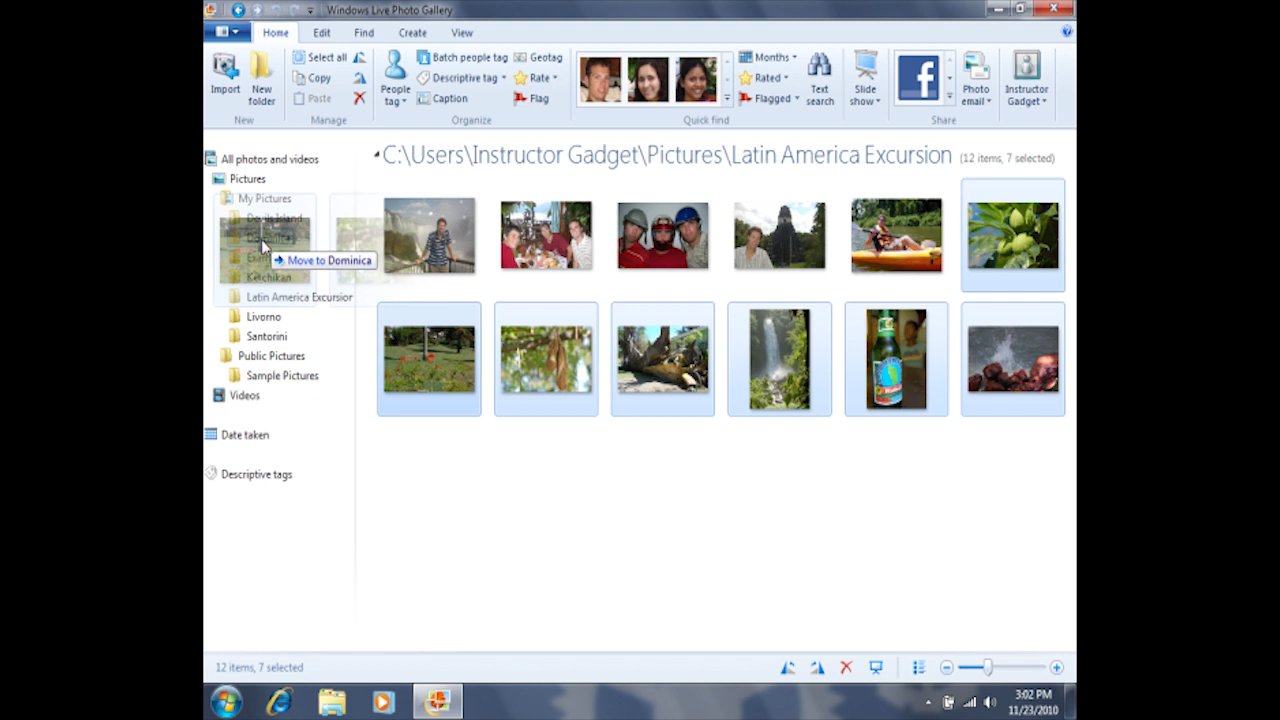 Windows Live Photo Gallery
Home Edit Find Create View
Import
New folder
New
Select all
Copy
Paste
Manage
People tag
Batch people tag
Descriptive tag
Caption
Geotag
Rate
Flag
Organize
Months
Rated
Flagged
Text search
Quick find
Slide show
f
Photo email
Share
Instructor Gadget
All photos and videos
Pictures
My Pictures
Devils Island
Move to Dominica
Ketchikan
Latin America Excursion
Livorno
Santorini
Public Pictures
Sample Pictures
Videos
Date taken
Descriptive tags
C:\Users\Instructor Gadget\Pictures\Latin America Excursion (12 items, 7 selected)
12 items, 7 selected
3:02 PM
11/23/2010